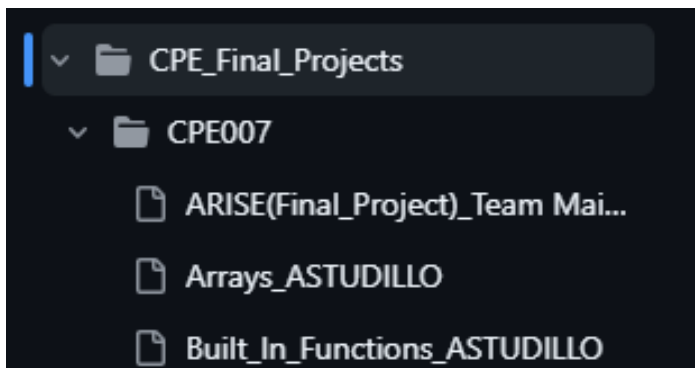 CPE_Final_Projects
CPE007
ARISE(Final_Project)_Team Mai...
Arrays_ASTUDILLO
Built_In_Functions_ASTUDILLO